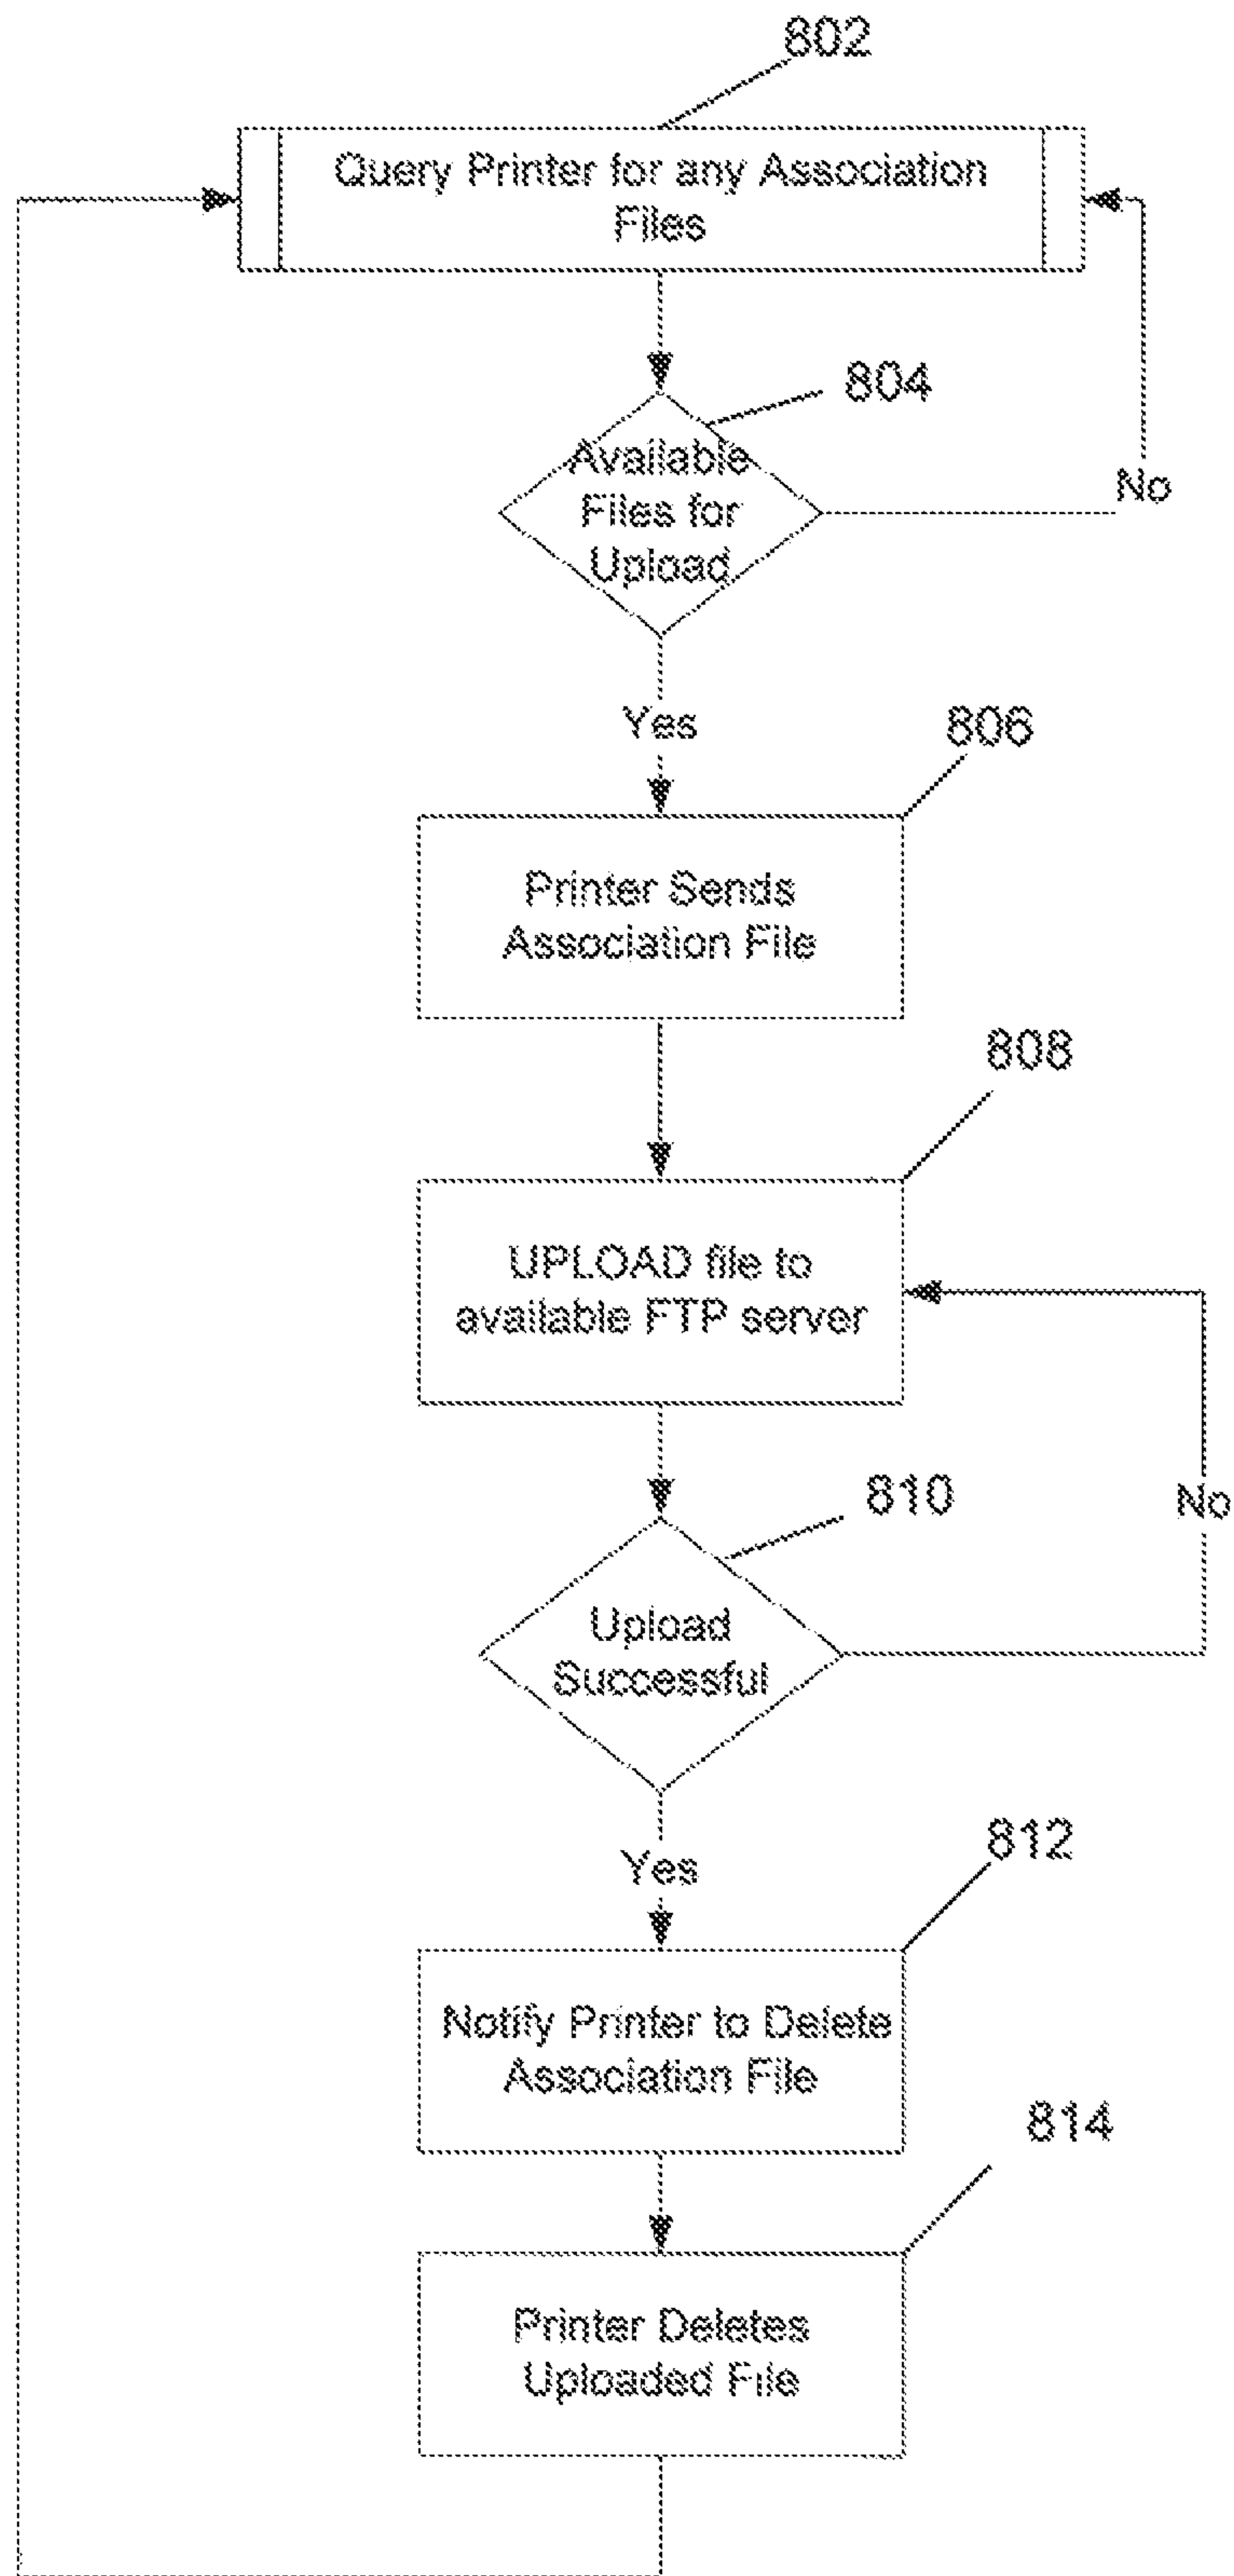 802
Query Printer for any Association
Files
804
Available
Files for
Upload
No
Yes
806
Printer Sends
Association File
808
UPLOAD file to
available FTP server
810
No
Upload
Successful
Yes
812
Notify Printer to Delete
Association File
814
Printer Deletes
Uploaded File